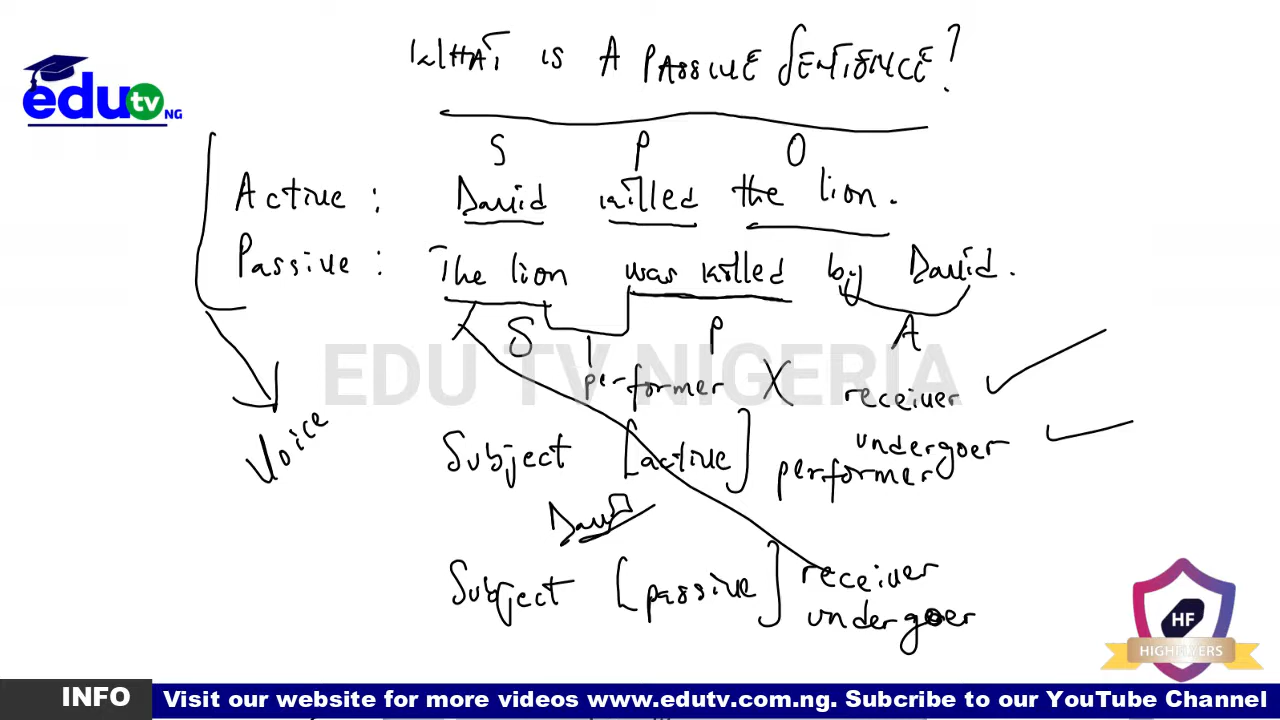 WHAT IS A PASSIVE SENTENCE?
edu tv NG
S P O
Active : David killed the lion.
Passive : The lion was killed by David.
S P A
EDU TV NIGERIA
performer X receiver
undergoer
Voice
Subject [active] performer
David
Subject [passive] receiver
undergoer
HF
HIGHFLYERS
INFO Visit our website for more videos www.edutv.com.ng. Subcribe to our YouTube Channel